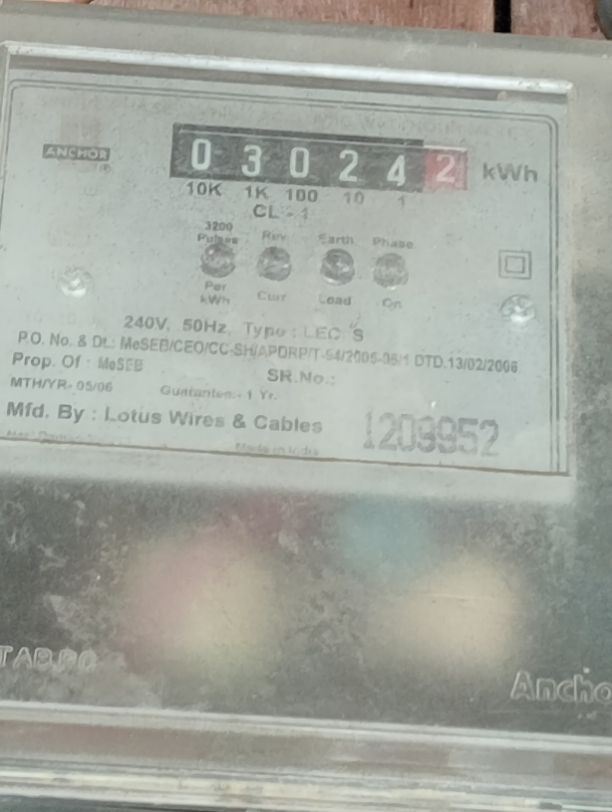 ANCHOR
0 3 0 2 4 2 kWh
10K 1K 100 10 1
CL - 1
3200 Pulses Rev Earth Phase
Per kWh Curr Load On
240V, 50Hz, Type : LEC 'S
P.O. No. & Dt.: MeSEB/CEO/CC-SH/APDRP/T-54/2005-06/1 DTD.13/02/2006
Prop. Of : MeSEB SR.No.:
MTH/YR- 05/06 Guarantee:- 1 Yr.
Mfd. By : Lotus Wires & Cables 1209952
Made in India